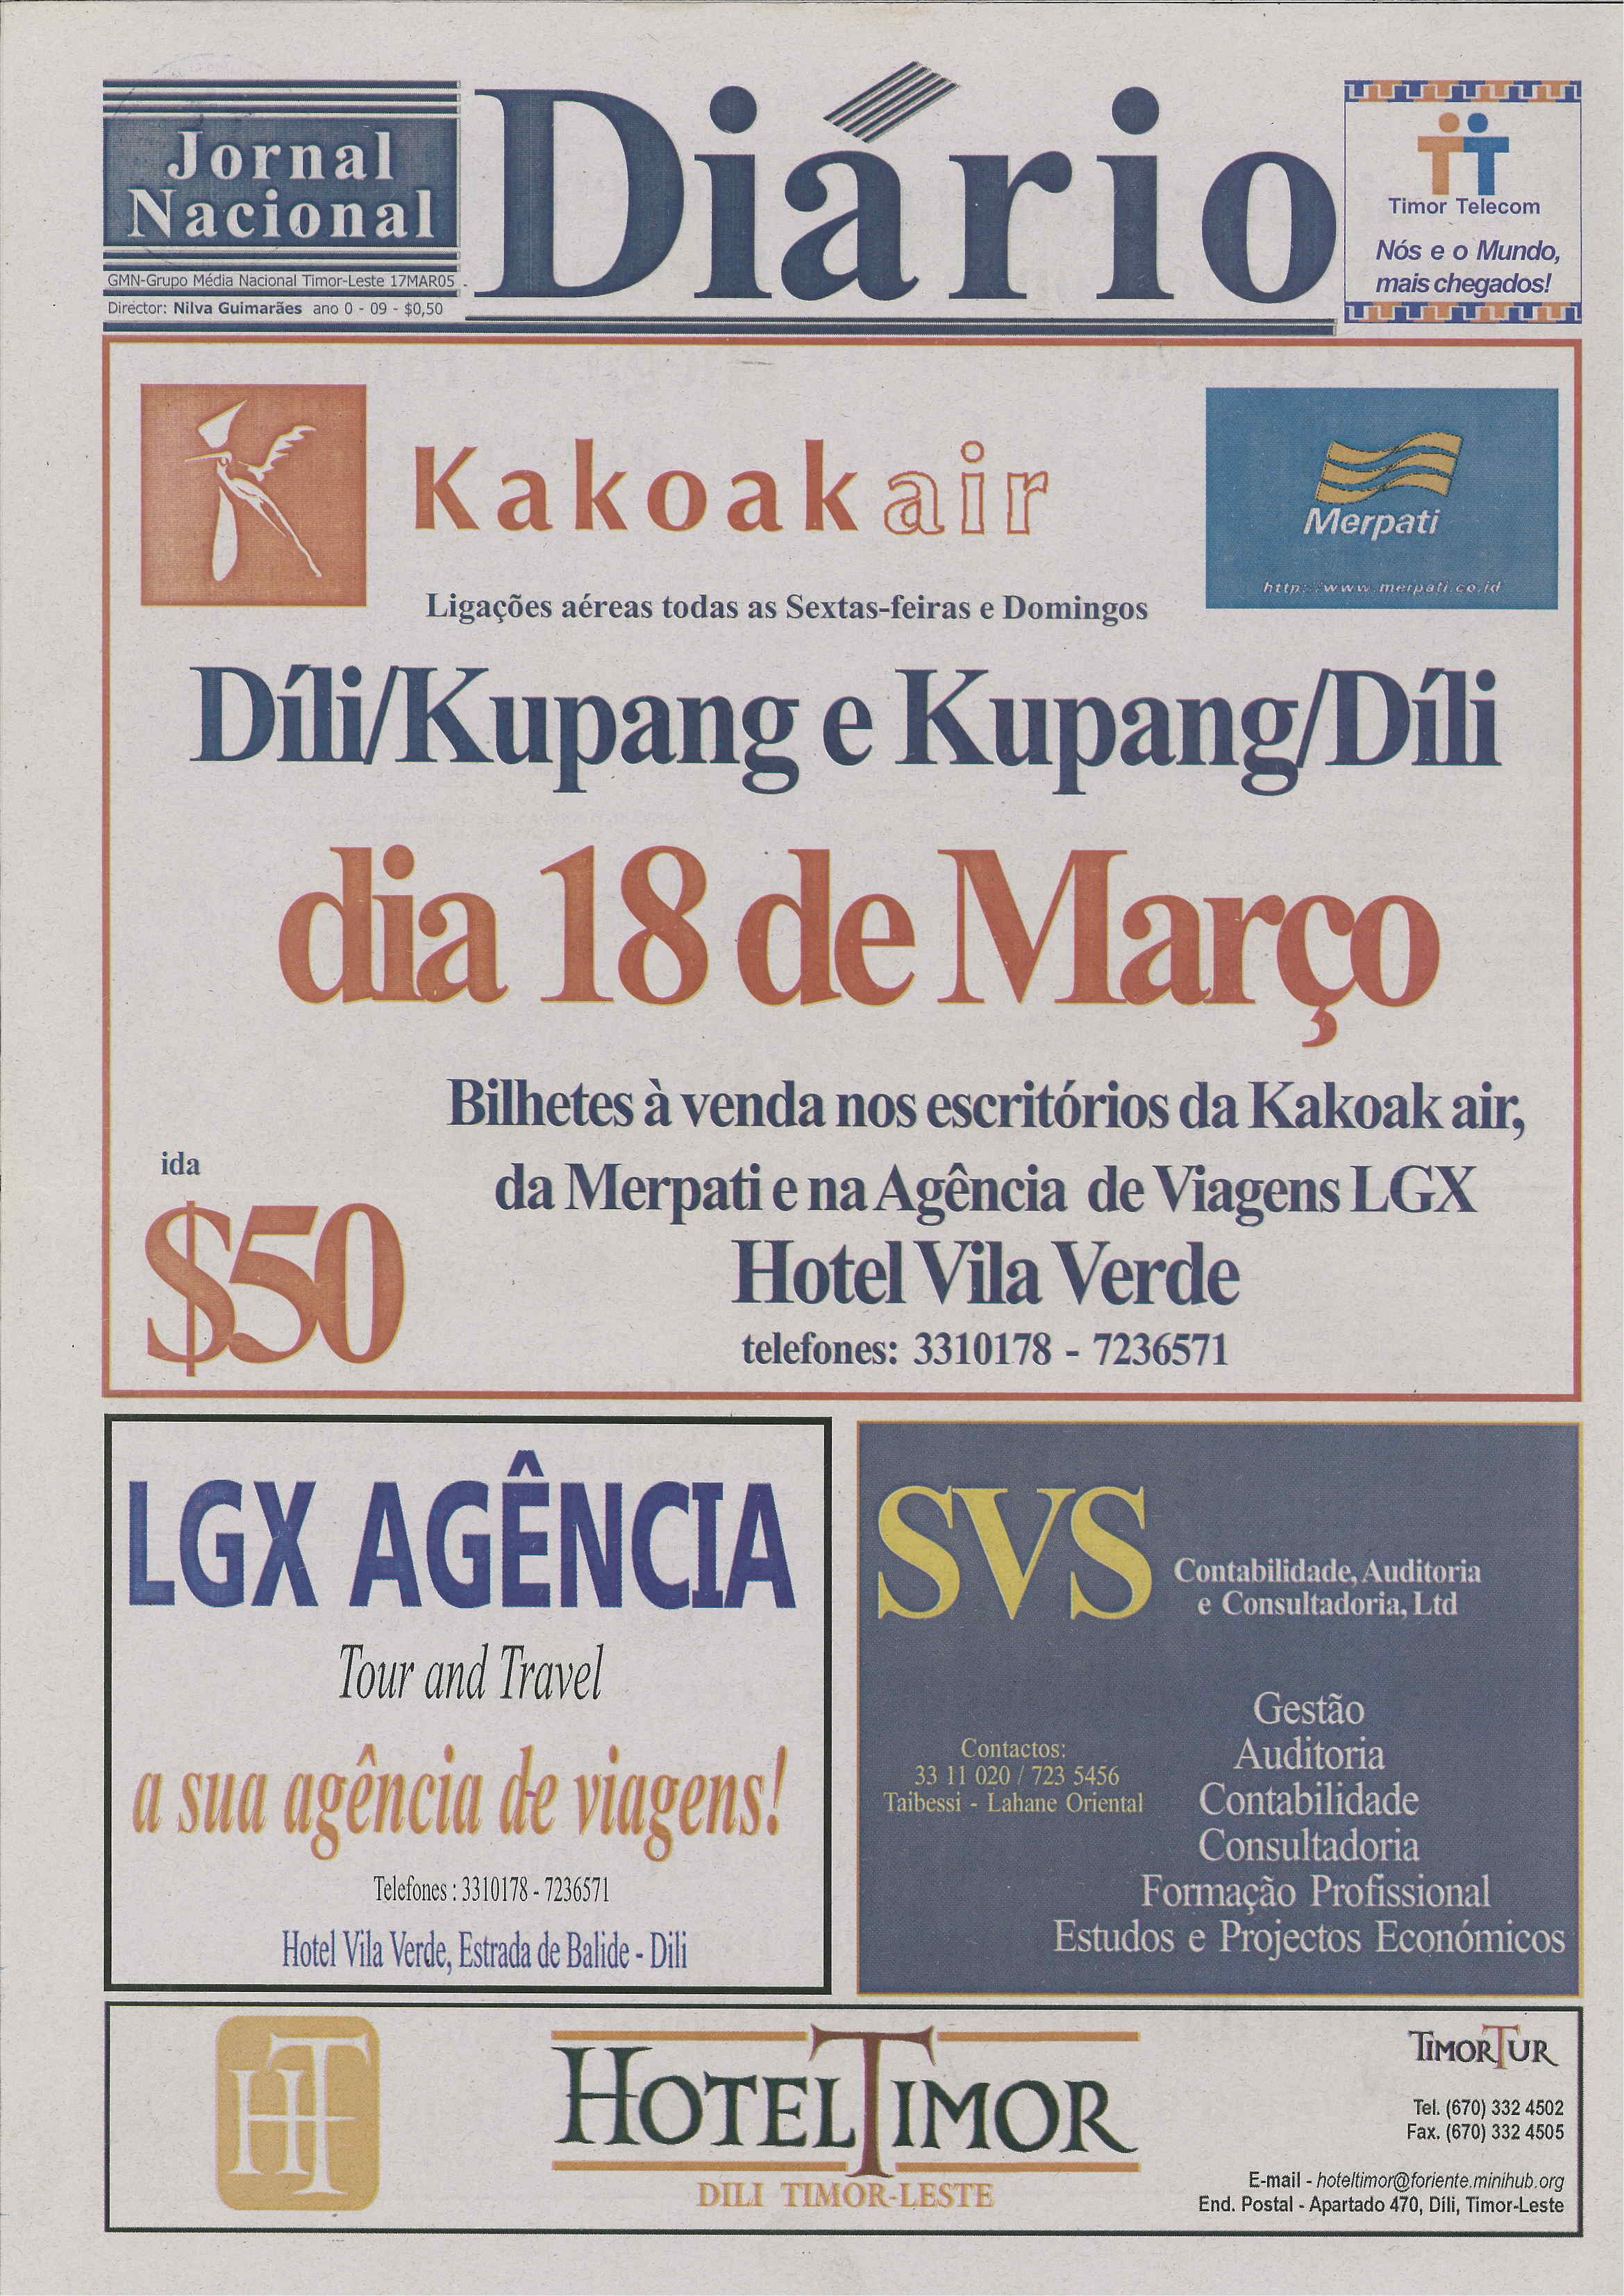 Jornal
Nacional
Diário
GMN-Grupo Média Nacional Timor-Leste 17MAR05
Director: Nilva Guimarães ano 0 - 09 - $0,50
Timor Telecom
Nós e o Mundo,
mais chegados!
Kakoakair
Merpati
http://www.merpati.co.id
Ligações aéreas todas as Sextas-feiras e Domingos
Díli/Kupang e Kupang/Díli
dia 18 de Março
Bilhetes à venda nos escritórios da Kakoak air,
da Merpati e na Agência de Viagens LGX
Hotel Vila Verde
telefones: 3310178 - 7236571
ida
$50
LGX AGÊNCIA
Tour and Travel
a sua agência de viagens!
Telefones : 3310178 - 7236571
Hotel Vila Verde, Estrada de Balide - Dili
SVS
Contabilidade, Auditoria
e Consultadoria, Ltd
Contactos:
33 11 020 / 723 5456
Taibessi - Lahane Oriental
Gestão
Auditoria
Contabilidade
Consultadoria
Formação Profissional
Estudos e Projectos Económicos
HT
HOTEL TIMOR
DILI TIMOR-LESTE
TIMOR TUR
Tel. (670) 332 4502
Fax. (670) 332 4505
E-mail - hoteltimor@foriente.minihub.org
End. Postal - Apartado 470, Díli, Timor-Leste